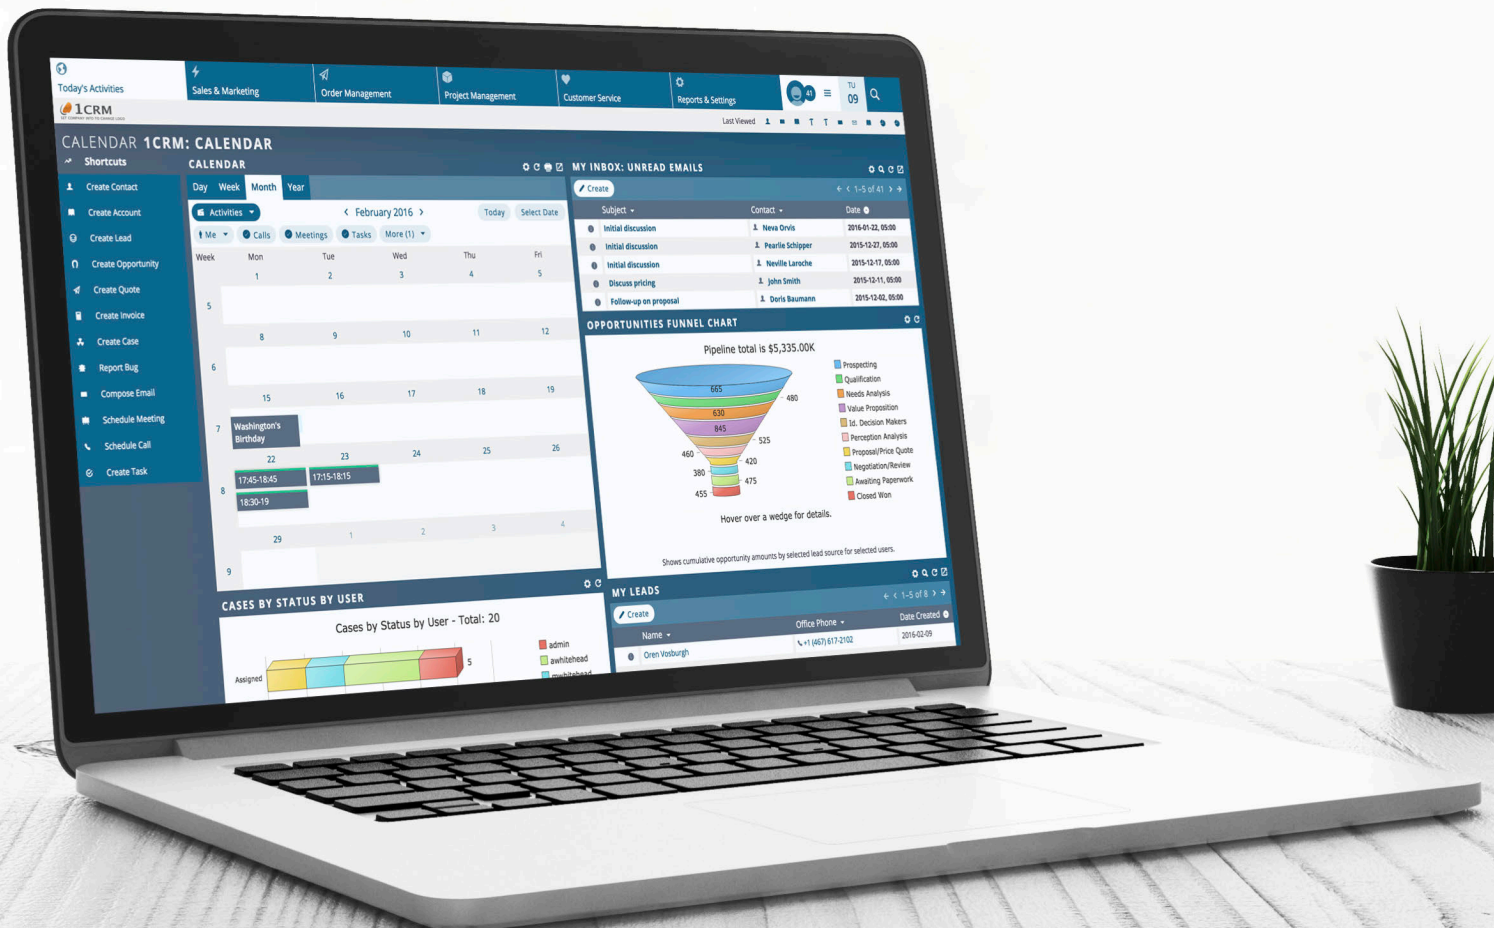 Today's Activities
Sales & Marketing
Order Management
Project Management
Customer Service
Reports & Settings
41
TU
09
1CRM
Last Viewed
CALENDAR 1CRM: CALENDAR
Shortcuts
Create Contact
Create Account
Create Lead
Create Opportunity
Create Quote
Create Invoice
Create Case
Report Bug
Compose Email
Schedule Meeting
Schedule Call
Create Task
CALENDAR
Day Week Month Year
Activities
February 2016
Today
Select Date
Me Calls Meetings Tasks More (1)
Week Mon Tue Wed Thu Fri
1 2 3 4 5
5
8 9 10 11 12
6
15 16 17 18 19
7
Washington's
Birthday
22 23 24 25 26
8
17:45-18:45 17:15-18:15
18:30-19
29 1 2 3 4
9
CASES BY STATUS BY USER
Cases by Status by User - Total: 20
Assigned
5
admin
awhitehead
mwhitehead
MY INBOX: UNREAD EMAILS
Create
1-5 of 41
Subject Contact Date
Initial discussion Neva Orvis 2016-01-22, 05:00
Initial discussion Pearlie Schipper 2015-12-27, 05:00
Initial discussion Neville Laroche 2015-12-17, 05:00
Discuss pricing John Smith 2015-12-11, 05:00
Follow-up on proposal Doris Baumann 2015-12-02, 05:00
OPPORTUNITIES FUNNEL CHART
Pipeline total is $5,335.00K
665
480
630
845
525
460
420
380
475
455
Prospecting
Qualification
Needs Analysis
Value Proposition
Id. Decision Makers
Perception Analysis
Proposal/Price Quote
Negotiation/Review
Awaiting Paperwork
Closed Won
Hover over a wedge for details.
Shows cumulative opportunity amounts by selected lead source for selected users.
MY LEADS
Create
1-5 of 8
Name Office Phone Date Created
Oren Vosburgh +1 (467) 617-2102 2016-02-09